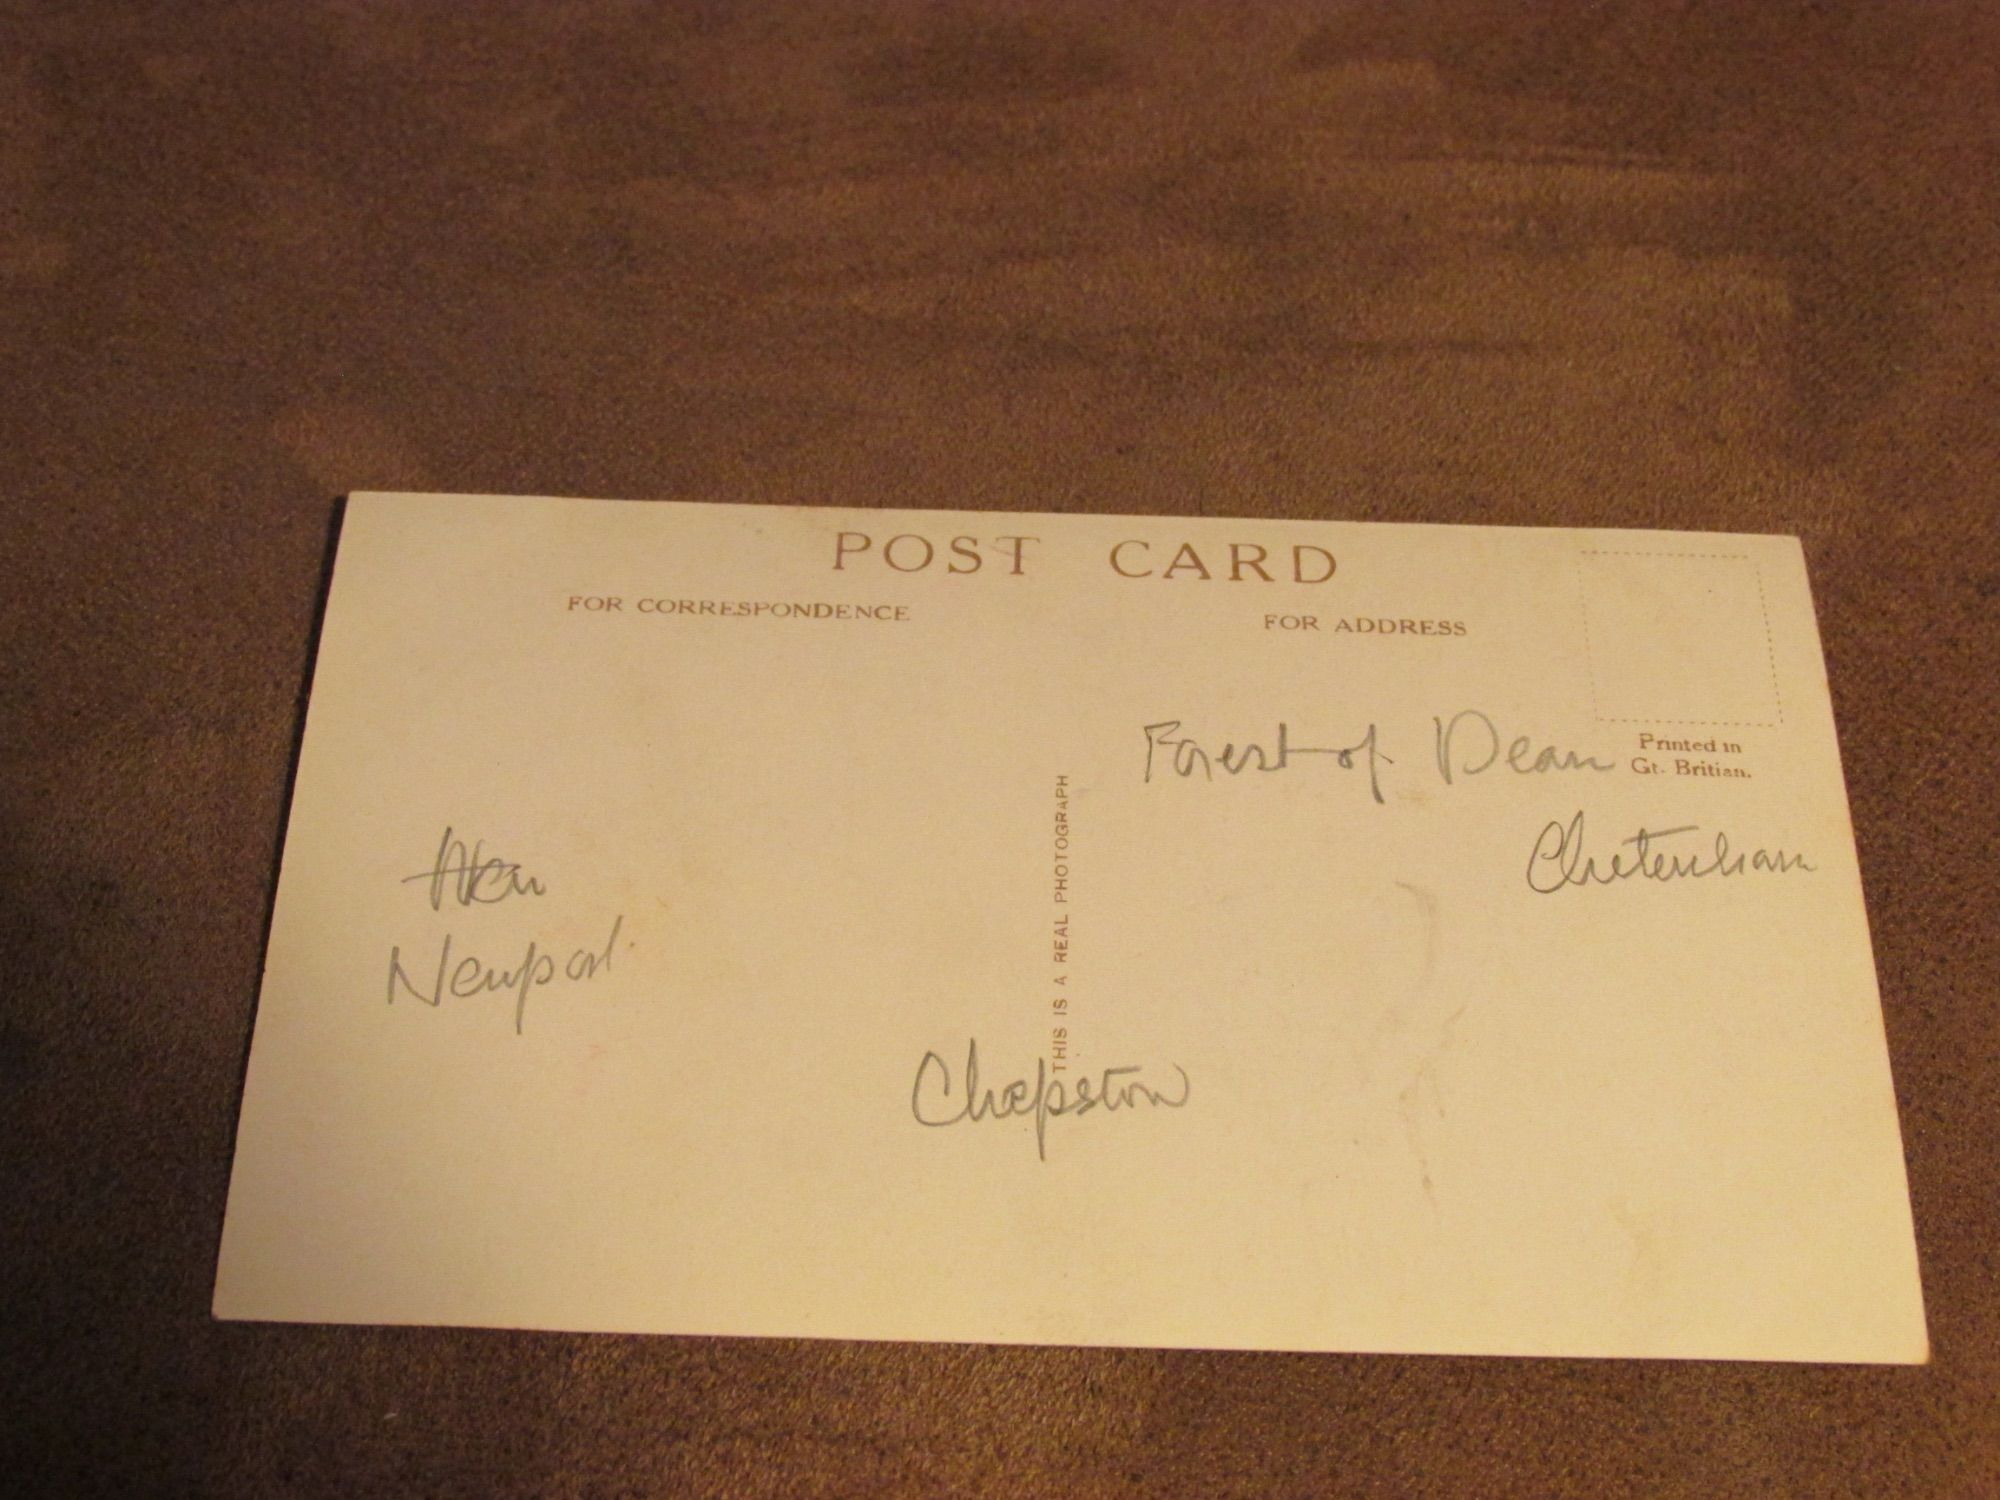 POST CARD
FOR CORRESPONDENCE
FOR ADDRESS
Forest of Dean
Printed in
Gt. Britian.
Chetenham
Newport
THIS IS A REAL PHOTOGRAPH
Chepstow